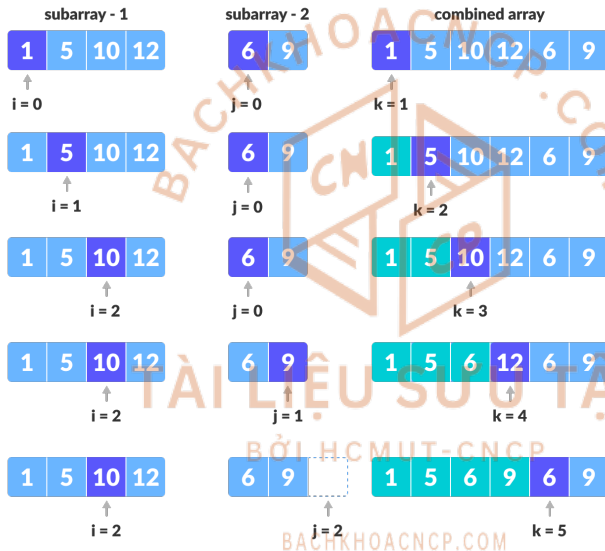 subarray - 1 subarray - 2 combined array
1 5 10 12 6 9 1 5 10 12 6 9
i = 0 j = 0 k = 1
1 5 10 12 6 9 1 5 10 12 6 9
i = 1 j = 0 k = 2
1 5 10 12 6 9 1 5 10 12 6 9
i = 2 j = 0 k = 3
1 5 10 12 6 9 1 5 6 12 6 9
i = 2 j = 1 k = 4
1 5 10 12 6 9 1 5 6 9 6 9
i = 2 j = 2 k = 5
BACHKHOACNCP.C
CN
CP
TÀI LIỆU SƯU TẬ
BỞI HCMUT-CNCP
BACHKHOACNCP.COM